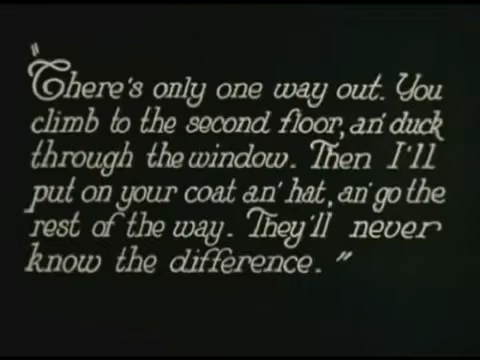 "There's only one way out. You
climb to the second floor, an' duck
through the window. Then I'll
put on your coat an' hat, an' go the
rest of the way. They'll never
know the difference."